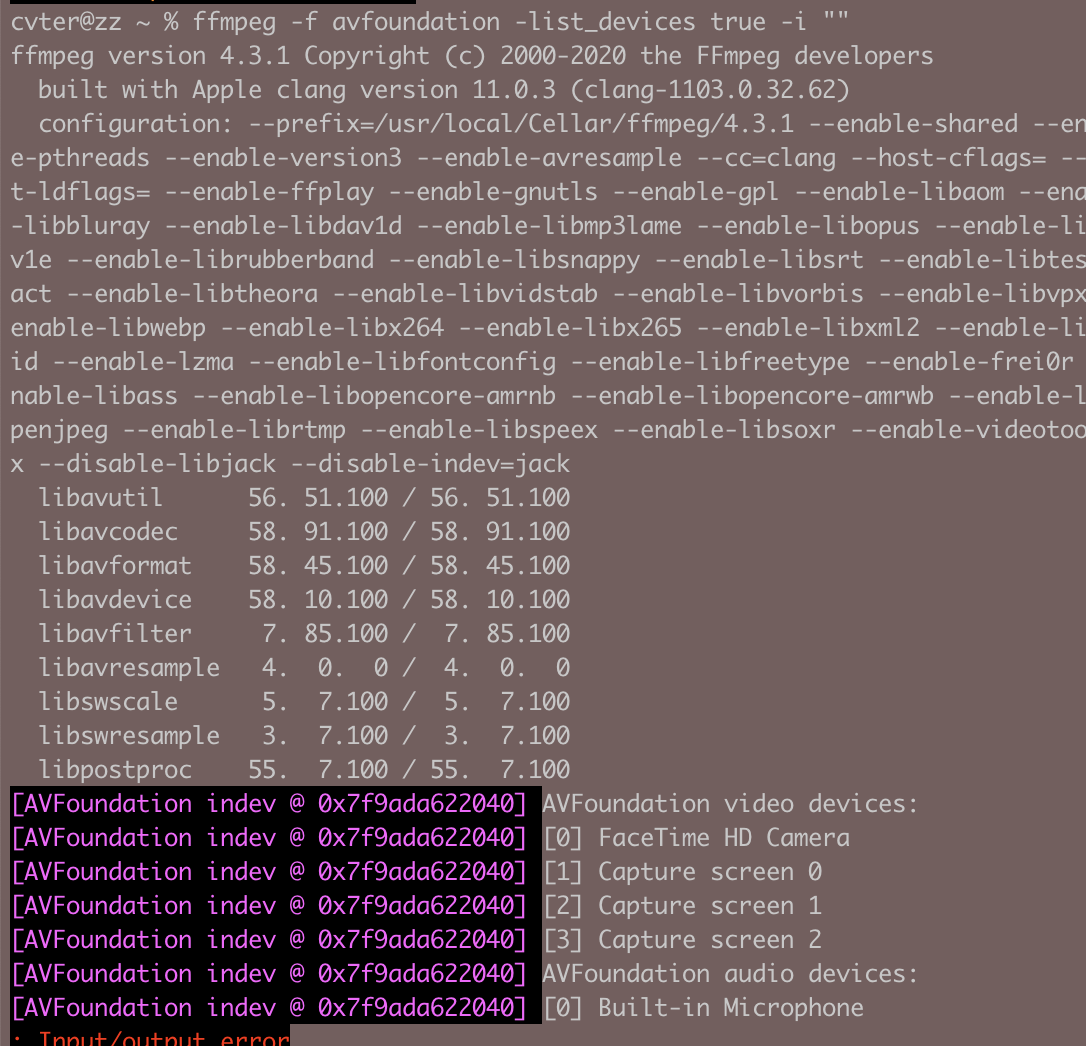 cvter@zz ~ % ffmpeg -f avfoundation -list_devices true -i ""
ffmpeg version 4.3.1 Copyright (c) 2000-2020 the FFmpeg developers
  built with Apple clang version 11.0.3 (clang-1103.0.32.62)
  configuration: --prefix=/usr/local/Cellar/ffmpeg/4.3.1 --enable-shared --en
e-pthreads --enable-version3 --enable-avresample --cc=clang --host-cflags= --
t-ldflags= --enable-ffplay --enable-gnutls --enable-gpl --enable-libaom --ena
-libbluray --enable-libdav1d --enable-libmp3lame --enable-libopus --enable-li
v1e --enable-librubberband --enable-libsnappy --enable-libsrt --enable-libtes
act --enable-libtheora --enable-libvidstab --enable-libvorbis --enable-libvpx
enable-libwebp --enable-libx264 --enable-libx265 --enable-libxml2 --enable-li
id --enable-lzma --enable-libfontconfig --enable-libfreetype --enable-frei0r
nable-libass --enable-libopencore-amrnb --enable-libopencore-amrwb --enable-l
penjpeg --enable-librtmp --enable-libspeex --enable-libsoxr --enable-videotoo
x --disable-libjack --disable-indev=jack
  libavutil      56. 51.100 / 56. 51.100
  libavcodec     58. 91.100 / 58. 91.100
  libavformat    58. 45.100 / 58. 45.100
  libavdevice    58. 10.100 / 58. 10.100
  libavfilter     7. 85.100 /  7. 85.100
  libavresample   4.  0.  0 /  4.  0.  0
  libswscale      5.  7.100 /  5.  7.100
  libswresample   3.  7.100 /  3.  7.100
  libpostproc    55.  7.100 / 55.  7.100
[AVFoundation indev @ 0x7f9ada622040] AVFoundation video devices:
[AVFoundation indev @ 0x7f9ada622040] [0] FaceTime HD Camera
[AVFoundation indev @ 0x7f9ada622040] [1] Capture screen 0
[AVFoundation indev @ 0x7f9ada622040] [2] Capture screen 1
[AVFoundation indev @ 0x7f9ada622040] [3] Capture screen 2
[AVFoundation indev @ 0x7f9ada622040] AVFoundation audio devices:
[AVFoundation indev @ 0x7f9ada622040] [0] Built-in Microphone
: Input/output error